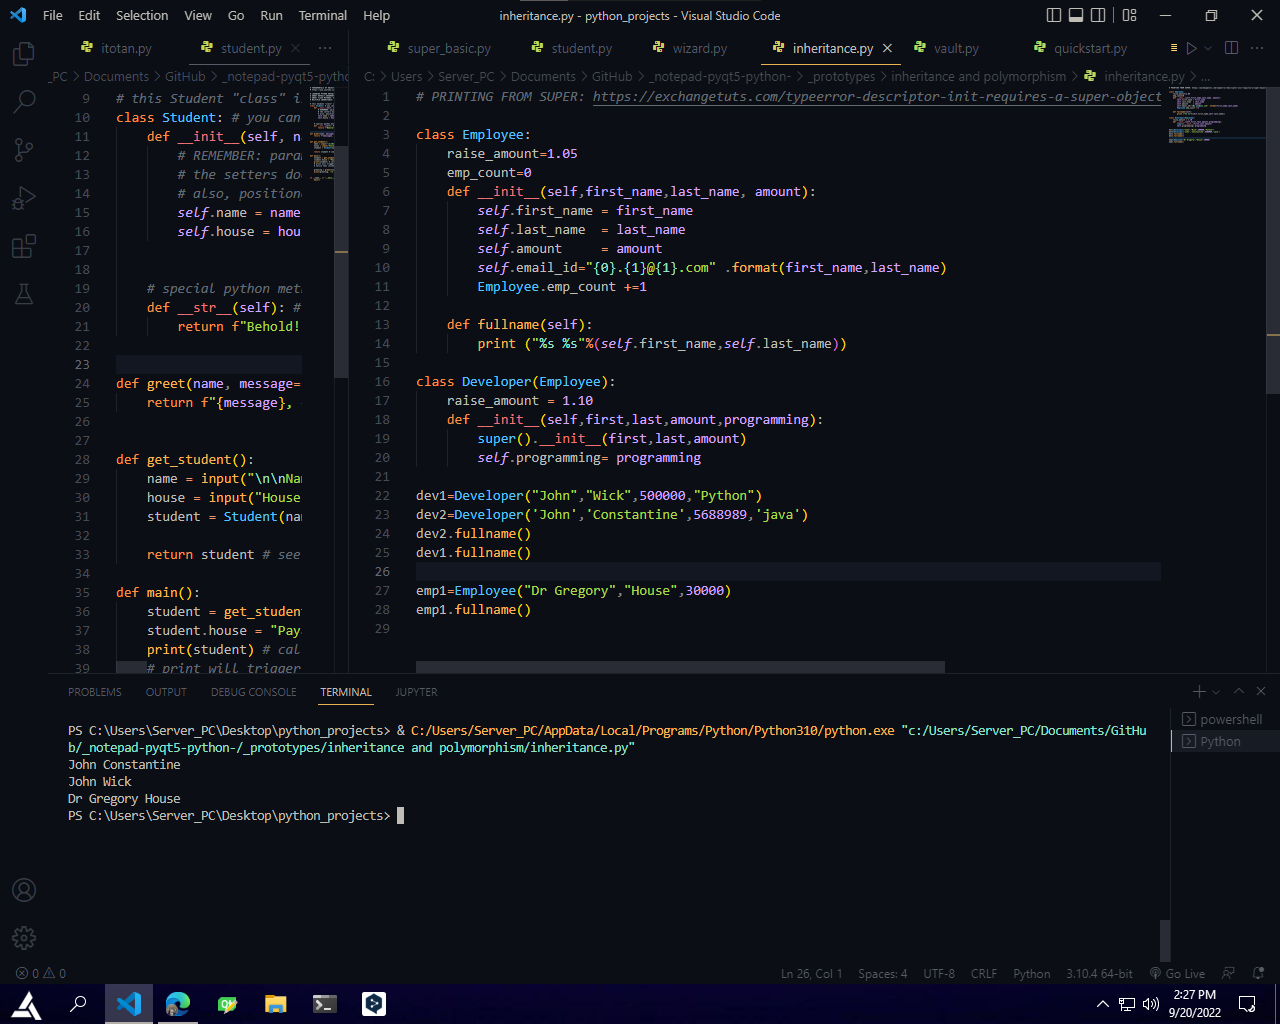 File Edit Selection View Go Run Terminal Help
inheritance.py - python_projects - Visual Studio Code
itotan.py
student.py
super_basic.py
student.py
wizard.py
inheritance.py
vault.py
quickstart.py
_PC > Documents > GitHub > _notepad-pyqt5-pytho
C: > Users > Server_PC > Documents > GitHub > _notepad-pyqt5-python- > _prototypes > inheritance and polymorphism > inheritance.py > ...
9 # this Student "class" i
10 class Student: # you can
11 def __init__(self, n
12 # REMEMBER: para
13 # the setters do
14 # also, position
15 self.name = name
16 self.house = hou
17
18
19 # special python met
20 def __str__(self): #
21 return f"Behold!
22
23
24 def greet(name, message=
25 return f"{message},
26
27
28 def get_student():
29 name = input("\n\nNa
30 house = input("House
31 student = Student(na
32
33 return student # see
34
35 def main():
36 student = get_studen
37 student.house = "Pay
38 print(student) # cal
39 # print will trigger
1 # PRINTING FROM SUPER: https://exchangetuts.com/typeerror-descriptor-init-requires-a-super-object
2
3 class Employee:
4 raise_amount=1.05
5 emp_count=0
6 def __init__(self,first_name,last_name, amount):
7 self.first_name = first_name
8 self.last_name  = last_name
9 self.amount     = amount
10 self.email_id="{0}.{1}@{1}.com" .format(first_name,last_name)
11 Employee.emp_count +=1
12
13 def fullname(self):
14 print ("%s %s"%(self.first_name,self.last_name))
15
16 class Developer(Employee):
17 raise_amount = 1.10
18 def __init__(self,first,last,amount,programming):
19 super().__init__(first,last,amount)
20 self.programming= programming
21
22 dev1=Developer("John","Wick",500000,"Python")
23 dev2=Developer('John','Constantine',5688989,'java')
24 dev2.fullname()
25 dev1.fullname()
26
27 emp1=Employee("Dr Gregory","House",30000)
28 emp1.fullname()
29
PROBLEMS OUTPUT DEBUG CONSOLE TERMINAL JUPYTER
powershell
Python
PS C:\Users\Server_PC\Desktop\python_projects> & C:/Users/Server_PC/AppData/Local/Programs/Python/Python310/python.exe "c:/Users/Server_PC/Documents/GitHu
b/_notepad-pyqt5-python-/_prototypes/inheritance and polymorphism/inheritance.py"
John Constantine
John Wick
Dr Gregory House
PS C:\Users\Server_PC\Desktop\python_projects>
0 0
Ln 26, Col 1 Spaces: 4 UTF-8 CRLF Python 3.10.4 64-bit Go Live
2:27 PM
9/20/2022